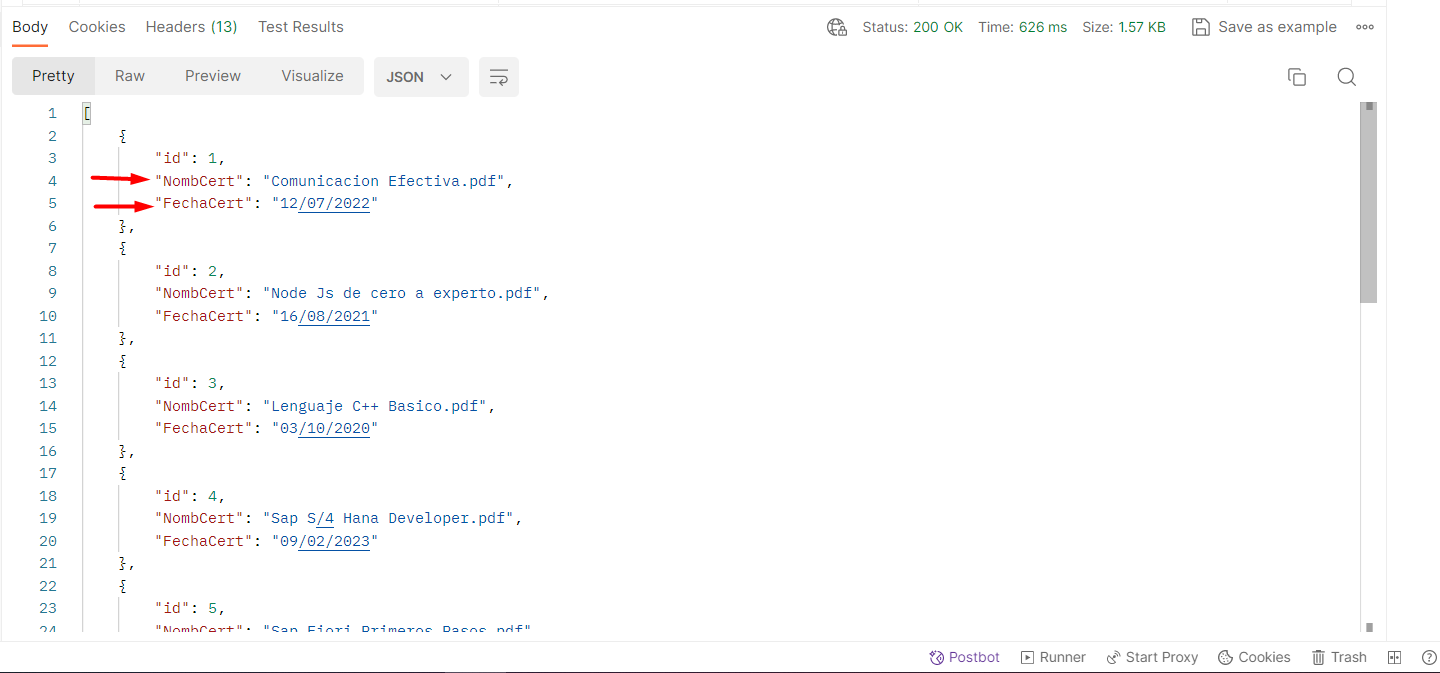 Body Cookies Headers (13) Test Results Status: 200 OK Time: 626 ms Size: 1.57 KB Save as example
Pretty Raw Preview Visualize JSON
1 [
2 {
3 "id": 1,
4 "NombCert": "Comunicacion Efectiva.pdf",
5 "FechaCert": "12/07/2022"
6 },
7 {
8 "id": 2,
9 "NombCert": "Node Js de cero a experto.pdf",
10 "FechaCert": "16/08/2021"
11 },
12 {
13 "id": 3,
14 "NombCert": "Lenguaje C++ Basico.pdf",
15 "FechaCert": "03/10/2020"
16 },
17 {
18 "id": 4,
19 "NombCert": "Sap S/4 Hana Developer.pdf",
20 "FechaCert": "09/02/2023"
21 },
22 {
23 "id": 5,
24 "NombCert": "Sap Fiori Primeros Pasos.pdf"
Postbot Runner Start Proxy Cookies Trash